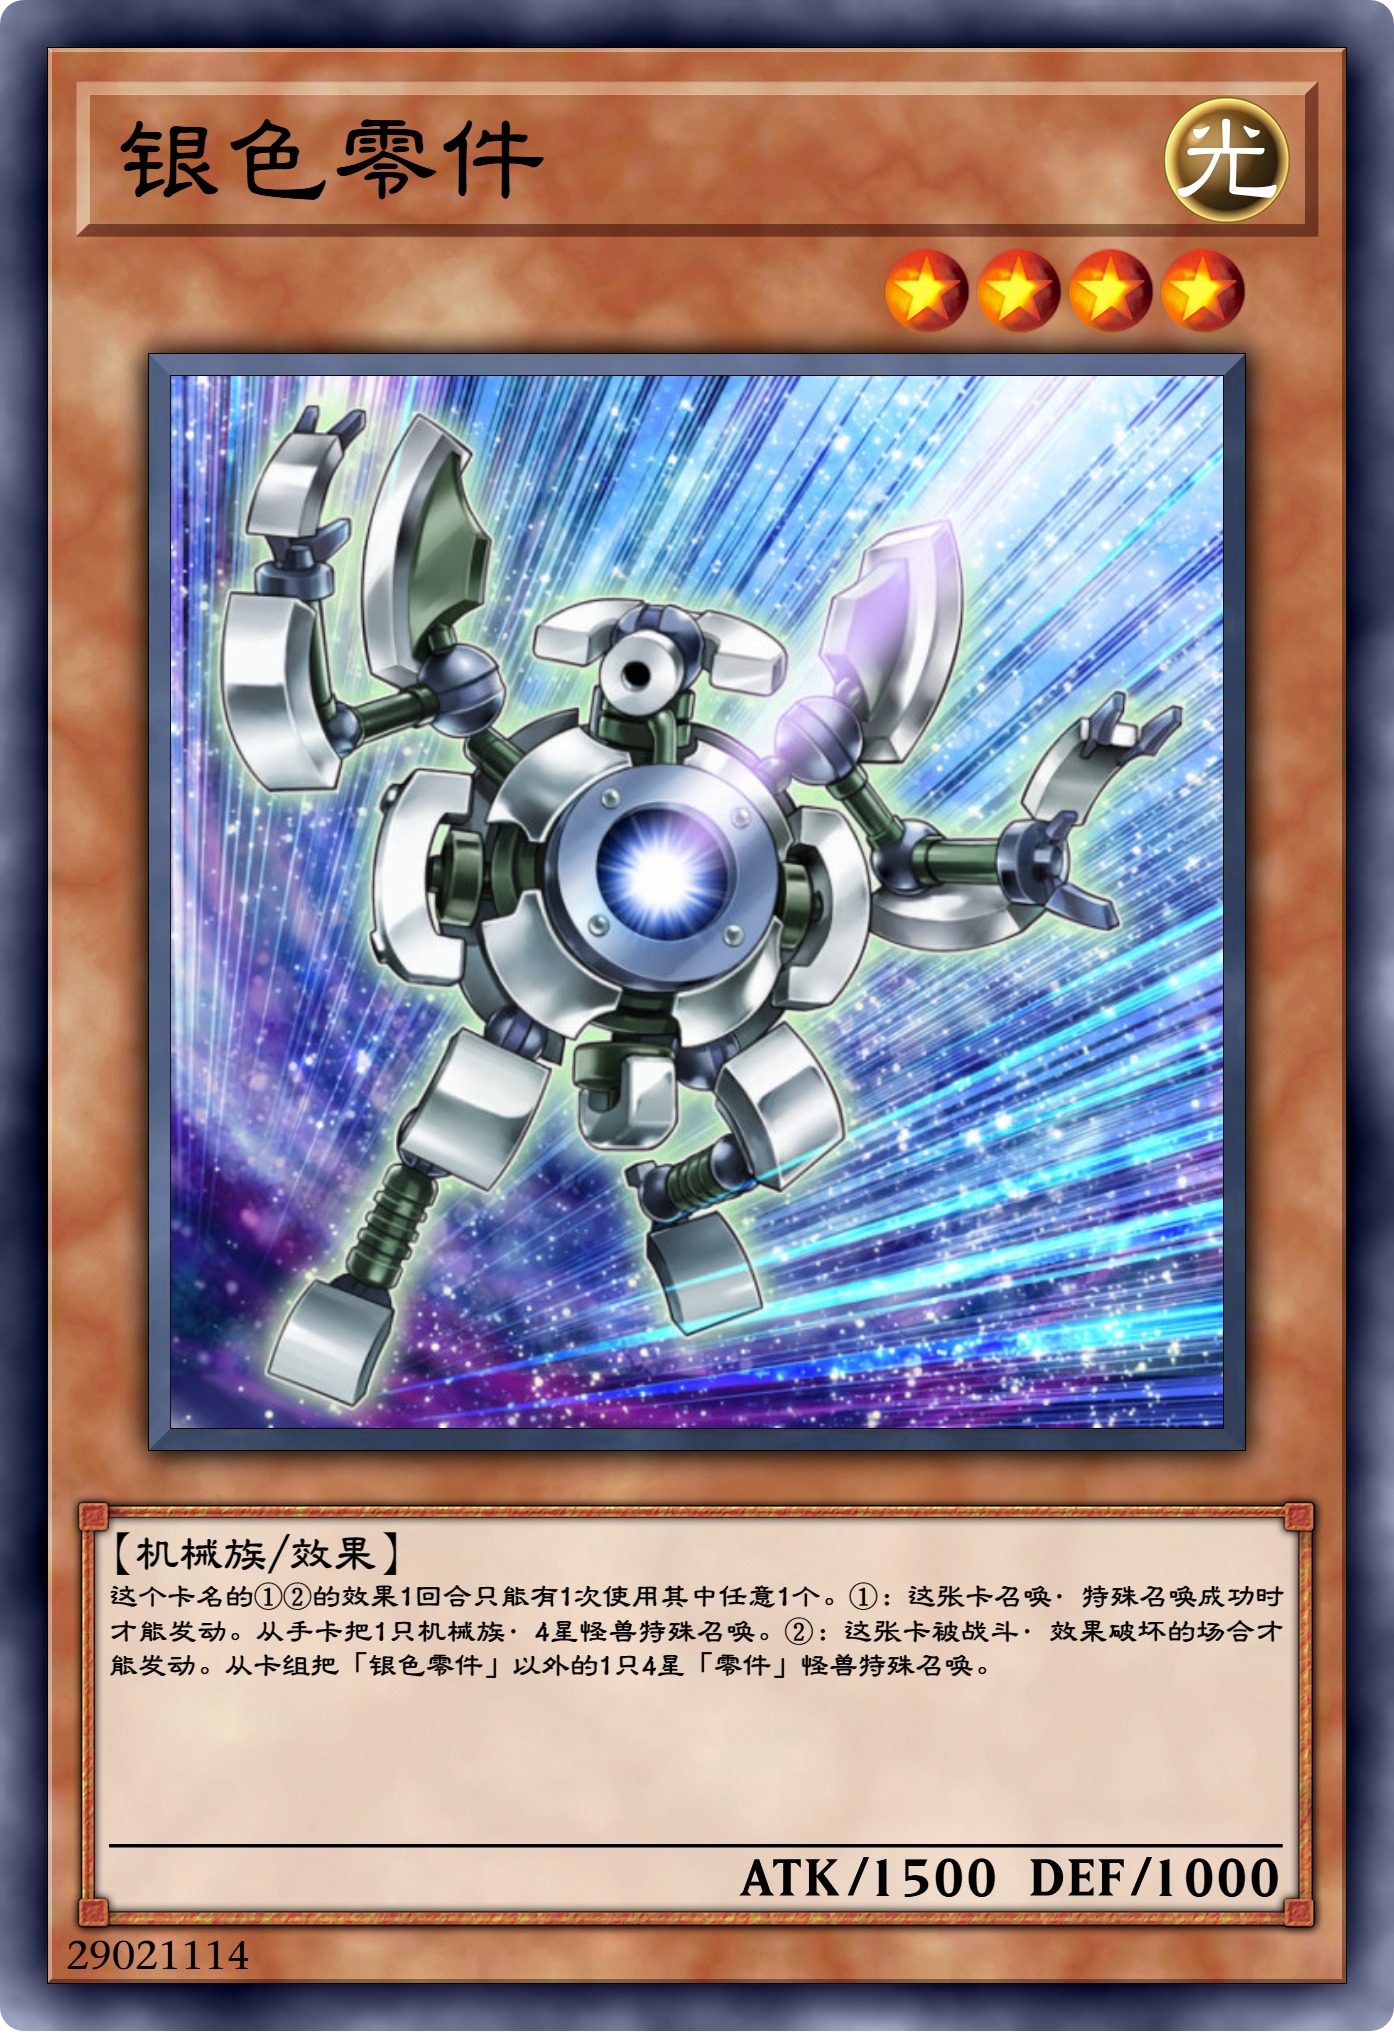 银色零件
光
【机械族/效果】
这个卡名的①②的效果1回合只能有1次使用其中任意1个。①：这张卡召唤·特殊召唤成功时
才能发动。从手卡把1只机械族·4星怪兽特殊召唤。②：这张卡被战斗·效果破坏的场合才
能发动。从卡组把「银色零件」以外的1只4星「零件」怪兽特殊召唤。
ATK/1500 DEF/1000
29021114